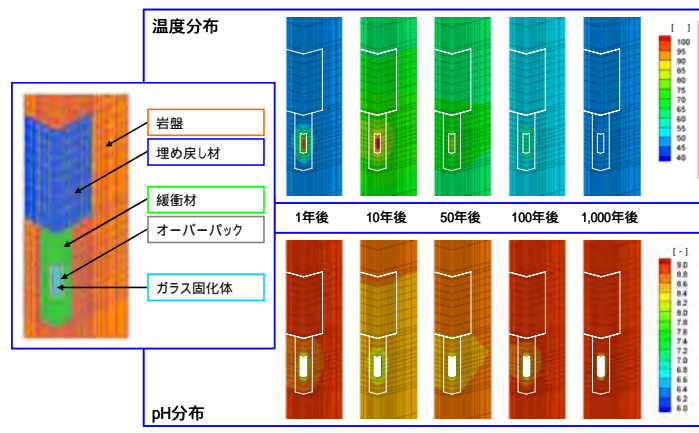 温度分布
岩盤
埋め戻し材
緩衝材
オーバーパック
ガラス固化体
[ ]
100
95
90
85
80
75
70
65
60
55
50
45
40
1年後
10年後
50年後
100年後
1,000年後
[ - ]
9.0
8.8
8.6
8.4
8.2
8.0
7.8
7.6
7.4
7.2
7.0
6.8
6.6
6.4
6.2
6.0
pH分布